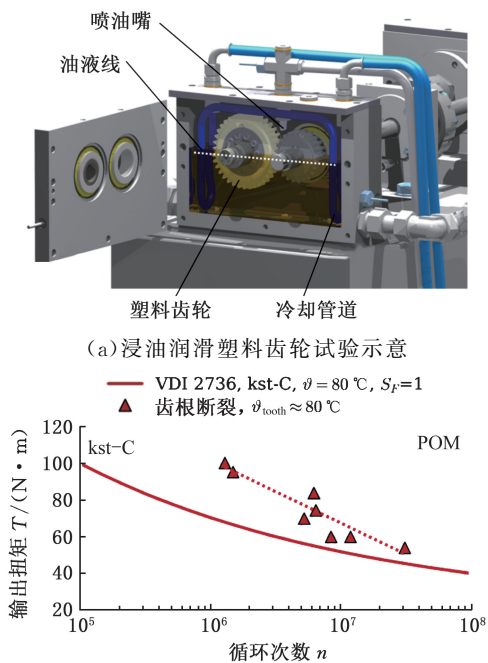 喷油嘴
油液线
塑料齿轮
冷却管道
(a)浸油润滑塑料齿轮试验示意
VDI 2736, kst-C, ϑ=80 ℃, S_F=1
齿根断裂, ϑ_tooth≈80 ℃
120
100
80
60
40
20
kst-C
POM
输出扭矩 T/(N·m)
10^5
10^6
10^7
10^8
循环次数 n